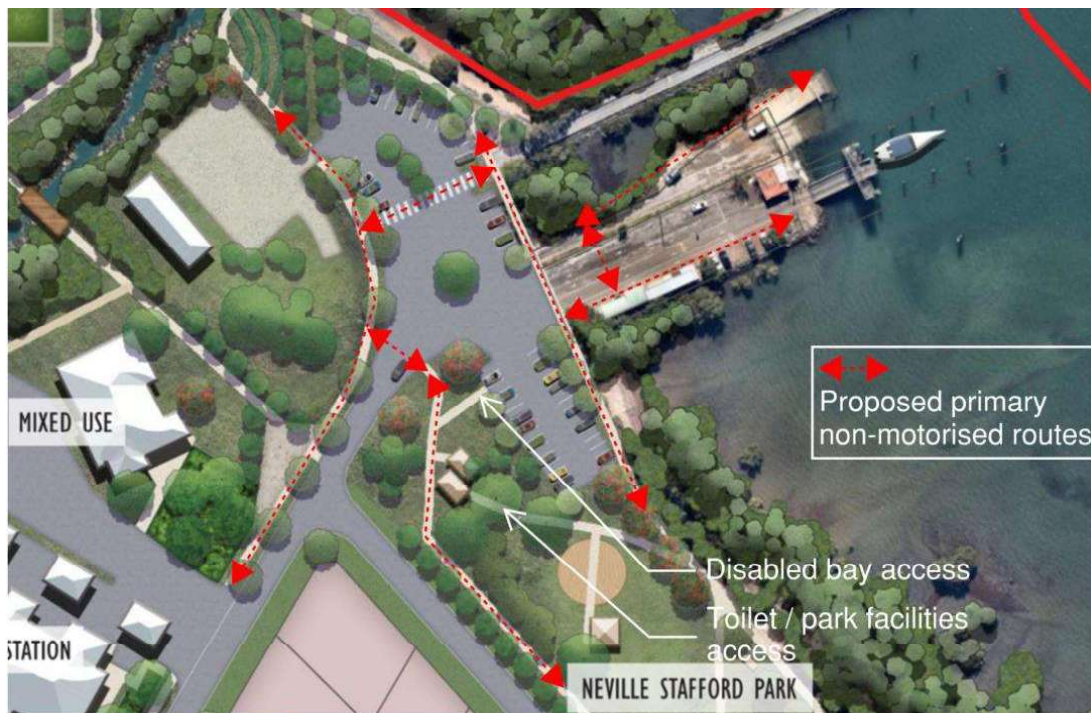 MIXED USE
Proposed primary
non-motorised routes
Disabled bay access
Toilet / park facilities
access
STATION
NEVILLE STAFFORD PARK